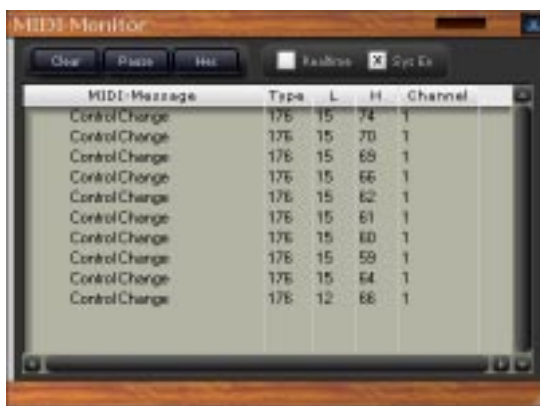 MIDI Monitor
Clear Pause Hex Realtime X Sys Ex
MIDI-Message Type L H Channel
Control Change 176 15 74 1
Control Change 176 15 70 1
Control Change 176 15 69 1
Control Change 176 15 66 1
Control Change 176 15 62 1
Control Change 176 15 61 1
Control Change 176 15 60 1
Control Change 176 15 59 1
Control Change 176 15 64 1
Control Change 176 12 66 1